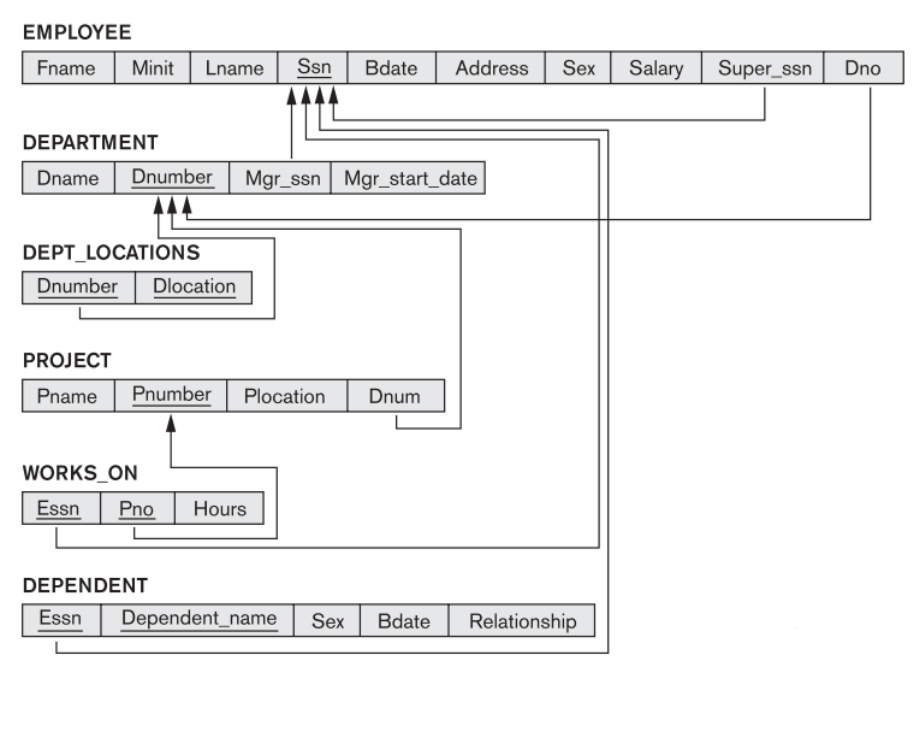 EMPLOYEE
Fname Minit Lname Ssn Bdate Address Sex Salary Super_ssn Dno
DEPARTMENT
Dname Dnumber Mgr_ssn Mgr_start_date
DEPT_LOCATIONS
Dnumber Dlocation
PROJECT
Pname Pnumber Plocation Dnum
WORKS_ON
Essn Pno Hours
DEPENDENT
Essn Dependent_name Sex Bdate Relationship